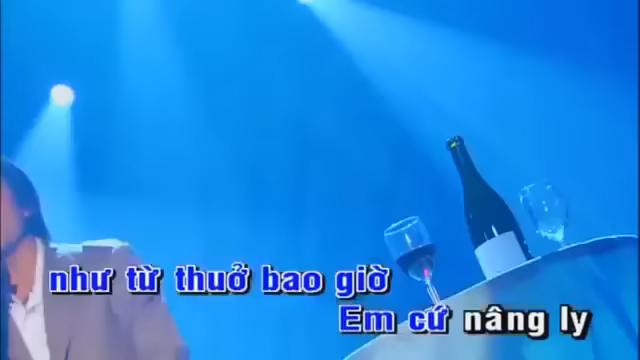 như từ thuở bao giờ
Em cứ nâng ly